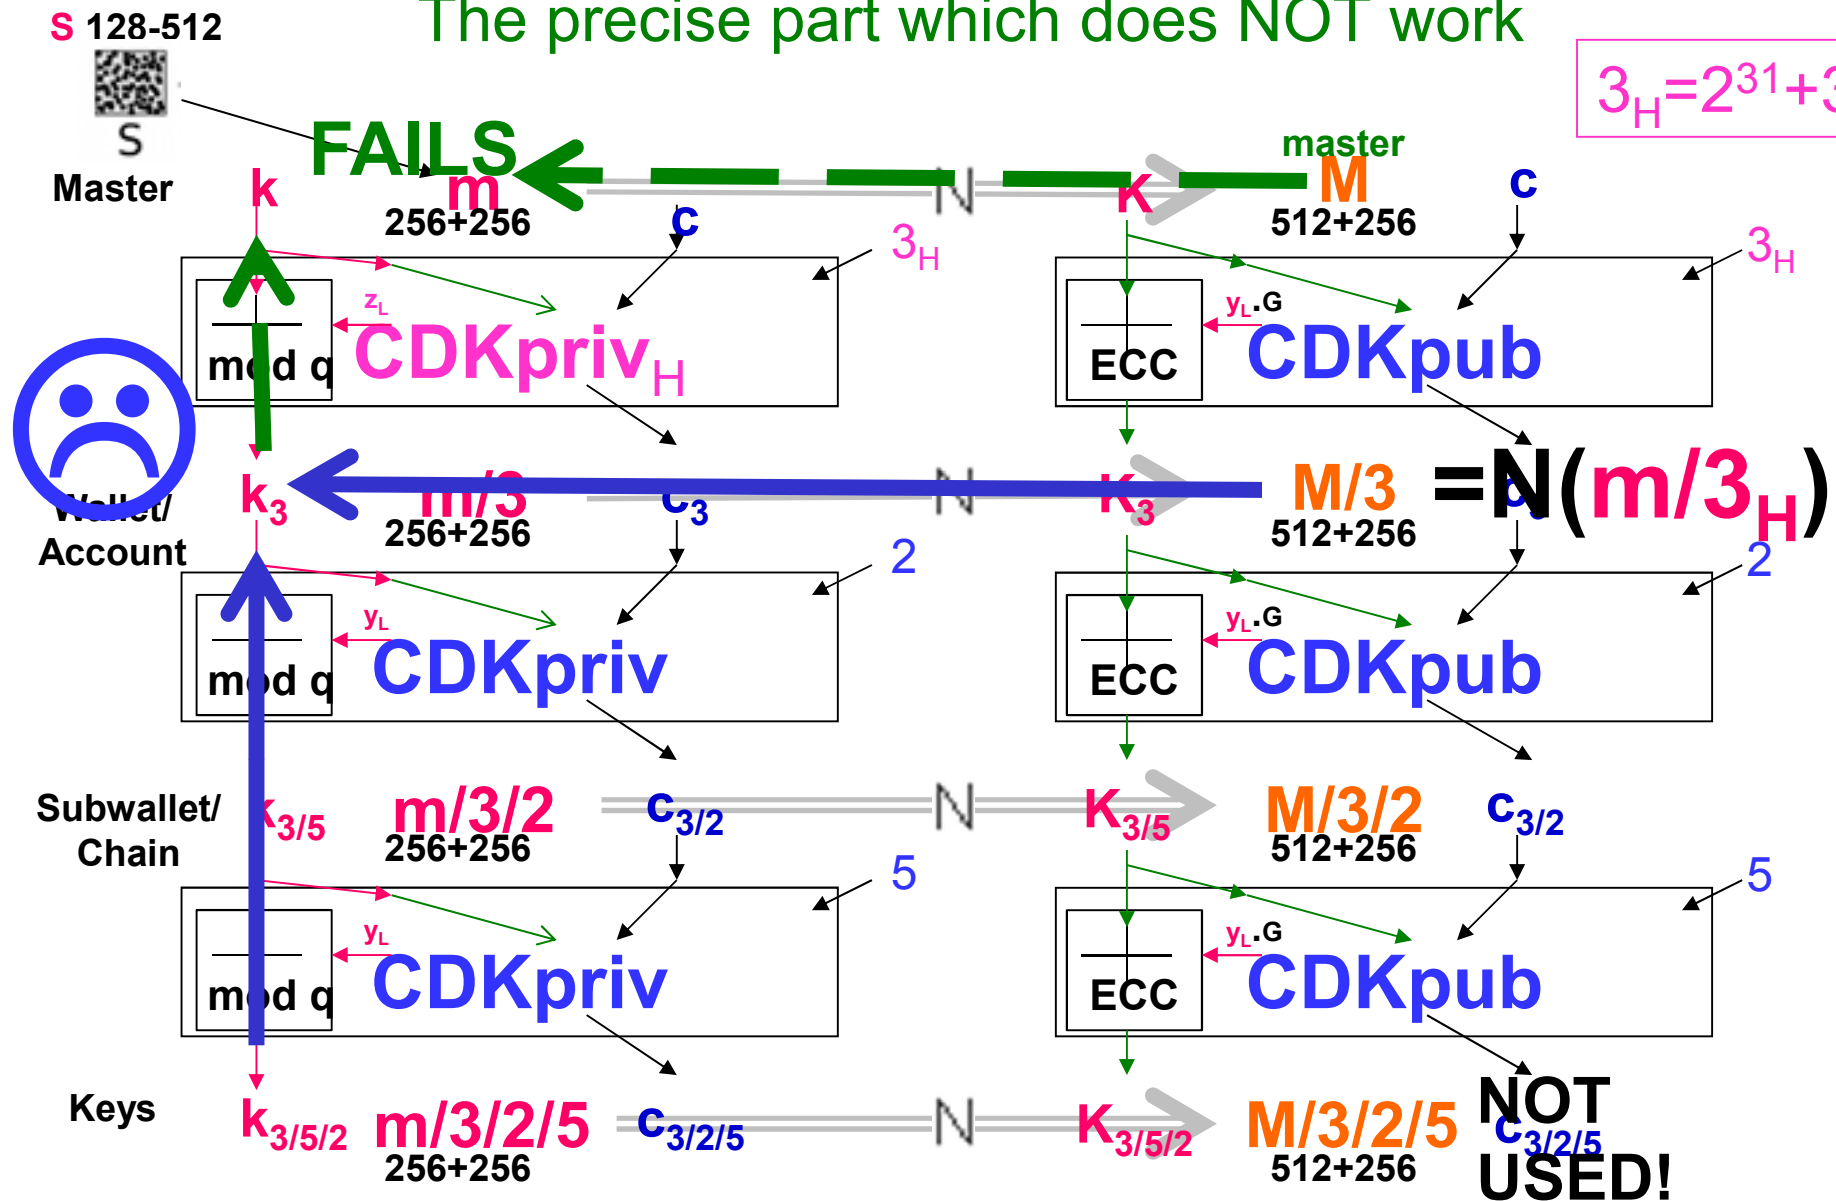 The precise part which does NOT work
S 128-512
S
3H=2³¹+3
FAILS
master
Master k m c N K M c
256+256 512+256
3H 3H
zL yL.G
mod q CDKprivH ECC CDKpub
Wallet/
Account
k3 m/3 c3 N K3 M/3 =N(m/3H)
256+256 512+256
2 2
yL yL.G
mod q CDKpriv ECC CDKpub
Subwallet/
Chain
k3/5 m/3/2 c3/2 N K3/5 M/3/2 c3/2
256+256 512+256
5 5
yL yL.G
mod q CDKpriv ECC CDKpub
Keys k3/5/2 m/3/2/5 c3/2/5 N K3/5/2 M/3/2/5 c3/2/5
256+256 512+256
NOT
USED!